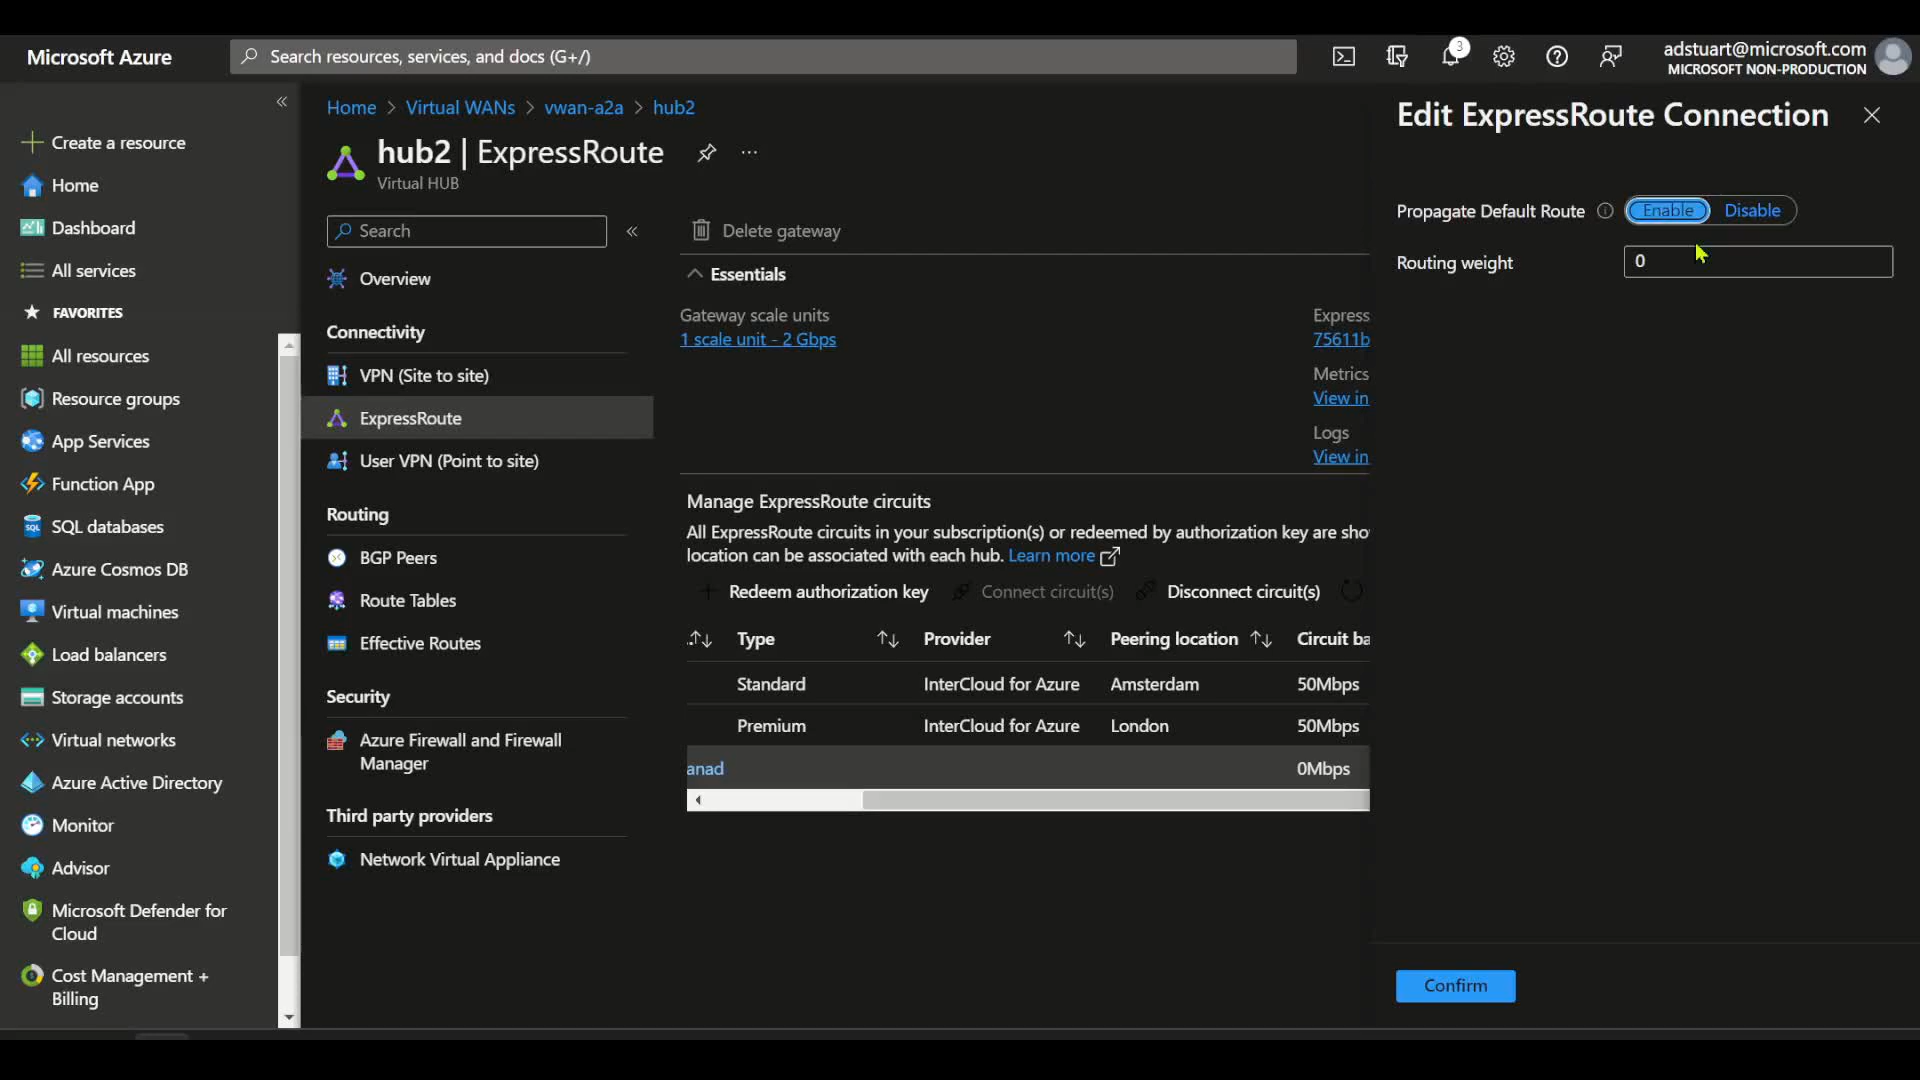 Microsoft Azure
Search resources, services, and docs (G+/)
3
adstuart@microsoft.com
MICROSOFT NON-PRODUCTION
Create a resource
Home
Dashboard
All services
FAVORITES
All resources
Resource groups
App Services
Function App
SQL databases
Azure Cosmos DB
Virtual machines
Load balancers
Storage accounts
Virtual networks
Azure Active Directory
Monitor
Advisor
Microsoft Defender for
Cloud
Cost Management +
Billing
Home > Virtual WANs > vwan-a2a > hub2
hub2 | ExpressRoute
Virtual HUB
Search
Overview
Connectivity
VPN (Site to site)
ExpressRoute
User VPN (Point to site)
Routing
BGP Peers
Route Tables
Effective Routes
Security
Azure Firewall and Firewall
Manager
Third party providers
Network Virtual Appliance
Delete gateway
Essentials
Gateway scale units
1 scale unit - 2 Gbps
Express
75611b
Metrics
View in
Logs
View in
Manage ExpressRoute circuits
All ExpressRoute circuits in your subscription(s) or redeemed by authorization key are sho
location can be associated with each hub. Learn more
Redeem authorization key Connect circuit(s) Disconnect circuit(s)
Type Provider Peering location Circuit ba
Standard InterCloud for Azure Amsterdam 50Mbps
Premium InterCloud for Azure London 50Mbps
anad 0Mbps
Edit ExpressRoute Connection
Propagate Default Route Enable Disable
Routing weight 0
Confirm